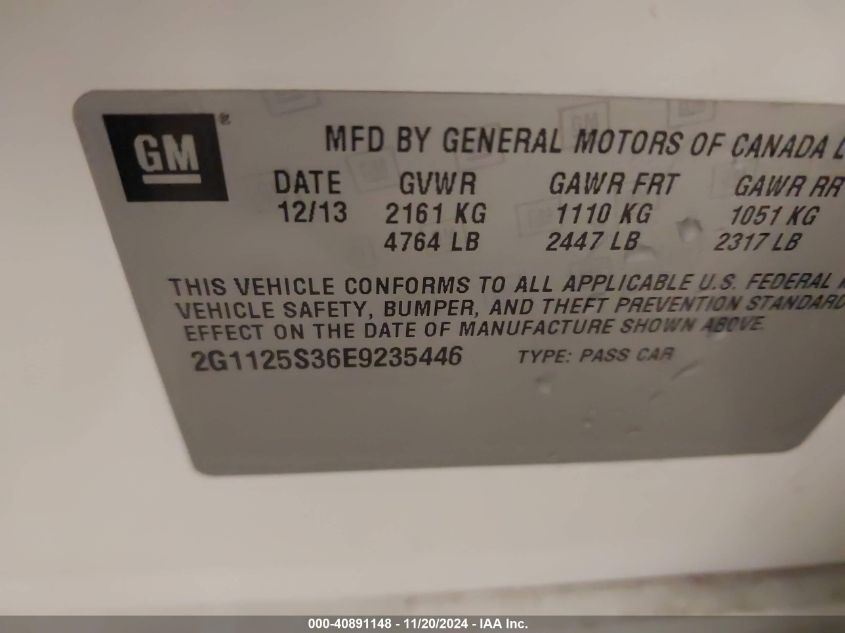 GM ®
MFD BY GENERAL MOTORS OF CANADA L
DATE GVWR GAWR FRT GAWR RR
12/13 2161 KG 1110 KG 1051 KG
4764 LB 2447 LB 2317 LB
THIS VEHICLE CONFORMS TO ALL APPLICABLE U.S. FEDERAL
VEHICLE SAFETY, BUMPER, AND THEFT PREVENTION STANDARD
EFFECT ON THE DATE OF MANUFACTURE SHOWN ABOVE.
2G1125S36E9235446 TYPE: PASS CAR
000-40891148 - 11/20/2024 - IAA Inc.